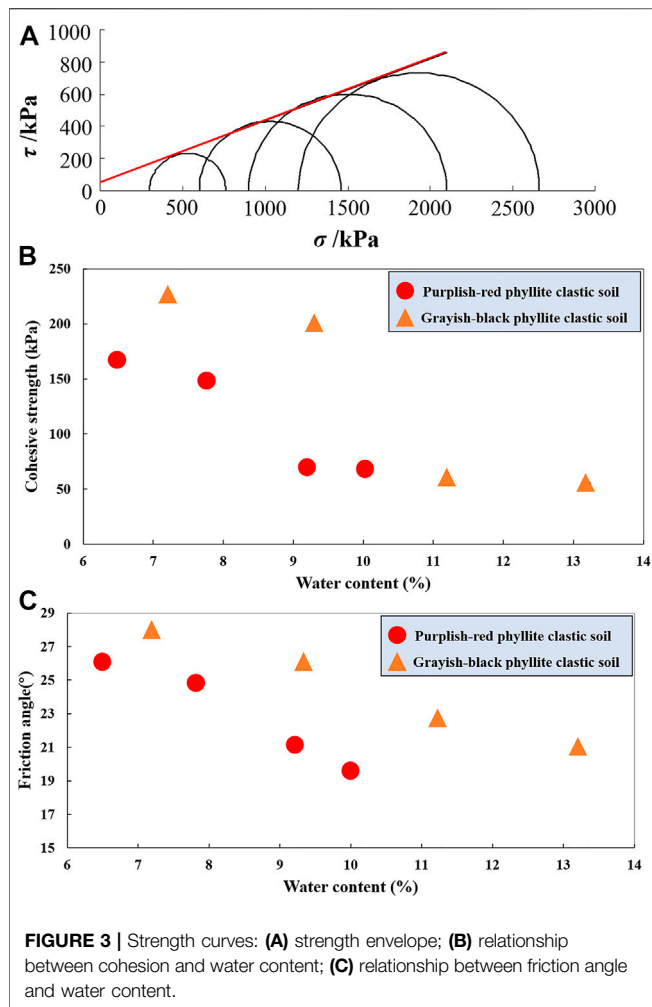 A
1000
800
600
400
200
0
τ /kPa
0 500 1000 1500 2000 2500 3000
σ /kPa
B
250
200
150
100
50
0
Cohesive strength (kPa)
Purplish-red phyllite clastic soil
Grayish-black phyllite clastic soil
6 7 8 9 10 11 12 13 14
Water content (%)
C
29
27
25
23
21
19
17
15
Friction angle(°)
Purplish-red phyllite clastic soil
Grayish-black phyllite clastic soil
6 7 8 9 10 11 12 13 14
Water content (%)
FIGURE 3 | Strength curves: (A) strength envelope; (B) relationship
between cohesion and water content; (C) relationship between friction angle
and water content.